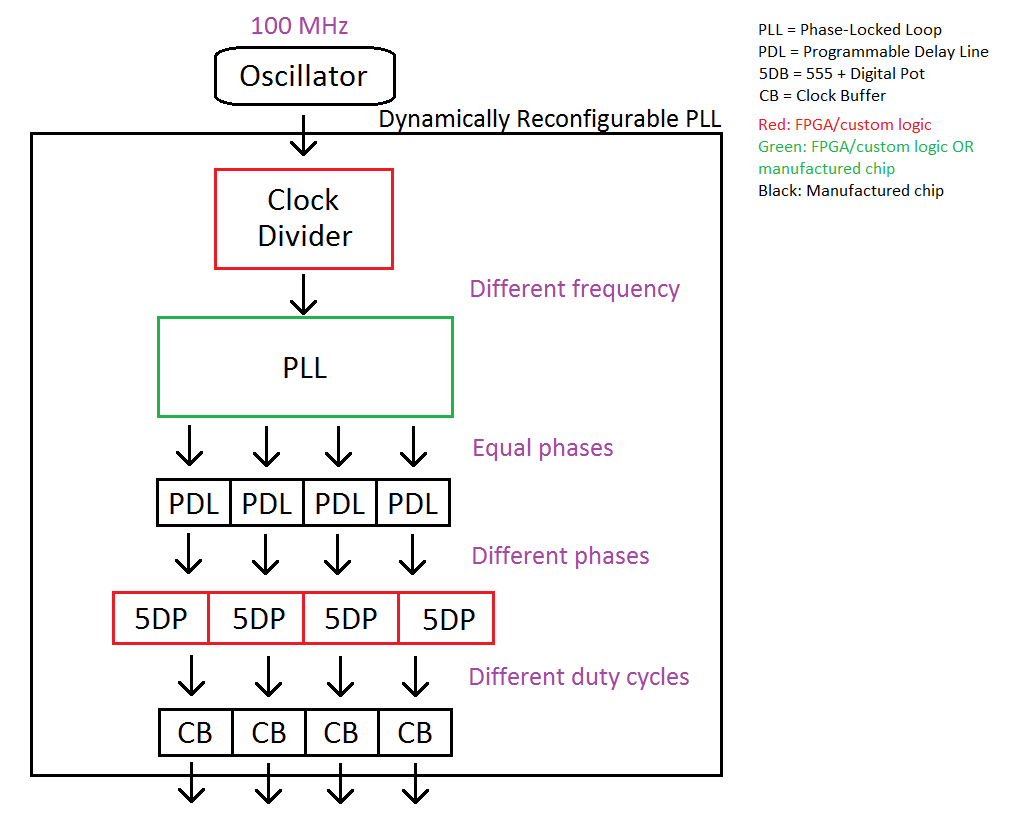 100 MHz
Oscillator
Dynamically Reconfigurable PLL
Clock
Divider
Different frequency
PLL
Equal phases
PDL PDL PDL PDL
Different phases
5DP 5DP 5DP 5DP
Different duty cycles
CB CB CB CB
PLL = Phase-Locked Loop
PDL = Programmable Delay Line
5DB = 555 + Digital Pot
CB = Clock Buffer
Red: FPGA/custom logic
Green: FPGA/custom logic OR
manufactured chip
Black: Manufactured chip